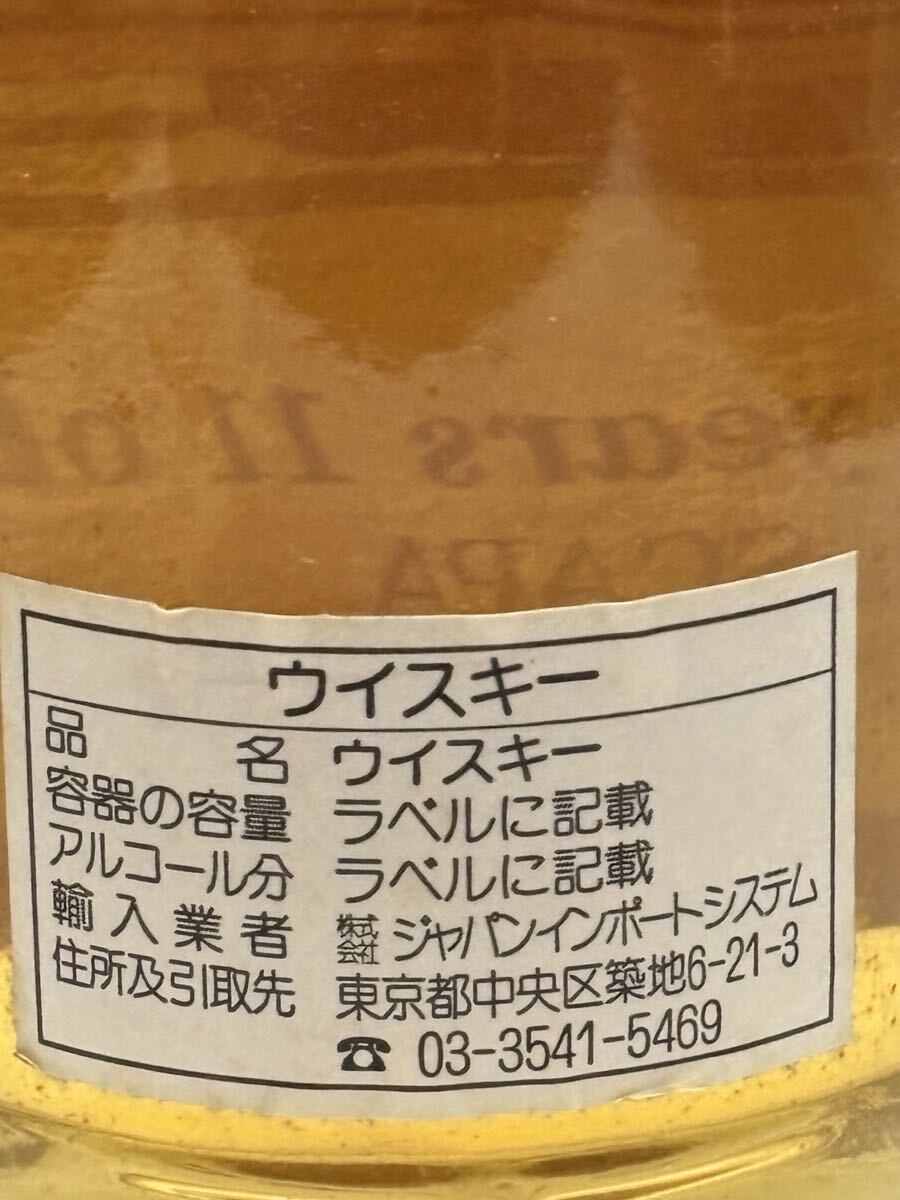 years 11 ol
SCAPA
ウイスキー
品名 ウイスキー
容器の容量 ラベルに記載
アルコール分 ラベルに記載
輸入業者 株式会社 ジャパンインポートシステム
住所及引取先 東京都中央区築地6-21-3
☎ 03-3541-5469